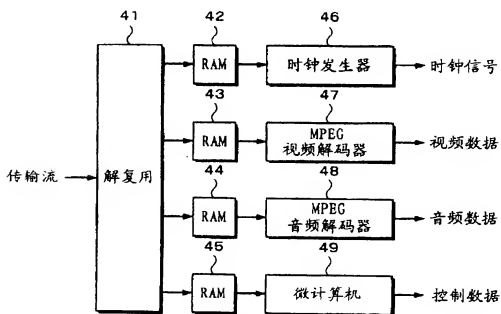 41
42
46
RAM
时钟发生器
时钟信号
43
47
RAM
MPEG
视频解码器
视频数据
传输流
解复用
44
48
RAM
MPEG
音频解码器
音频数据
45
49
RAM
微计算机
控制数据